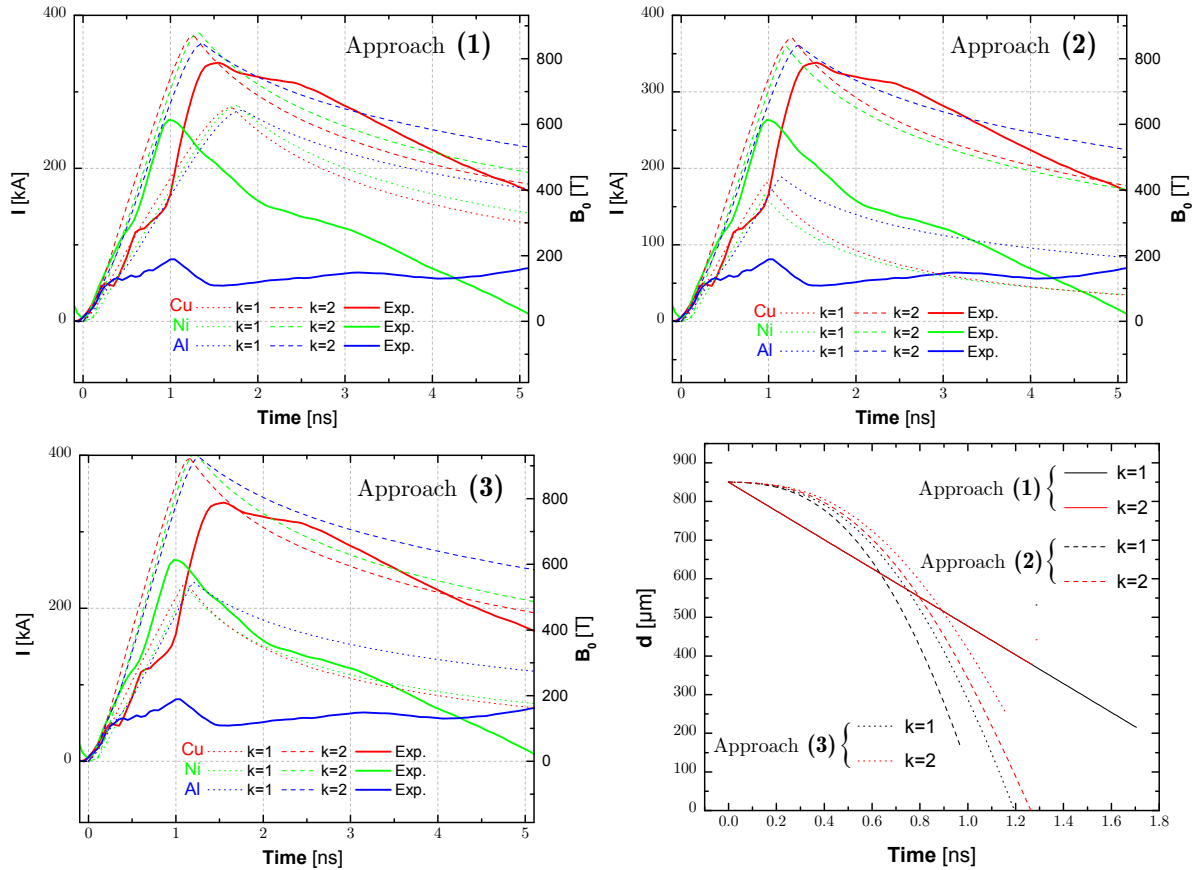 Approach (1)
I [kA]
B0 [T]
400
200
0
800
600
400
200
0
Cu k=1 k=2 Exp.
Ni k=1 k=2 Exp.
Al k=1 k=2 Exp.
0 1 2 3 4 5
Time [ns]
Approach (2)
I [kA]
B0 [T]
400
300
200
100
0
800
600
400
200
0
Cu k=1 k=2 Exp.
Ni k=1 k=2 Exp.
Al k=1 k=2 Exp.
0 1 2 3 4 5
Time [ns]
Approach (3)
I [kA]
B0 [T]
400
200
0
800
600
400
200
0
Cu k=1 k=2 Exp.
Ni k=1 k=2 Exp.
Al k=1 k=2 Exp.
0 1 2 3 4 5
Time [ns]
d [µm]
900
800
700
600
500
400
300
200
150
0
Approach (1) k=1
k=2
Approach (2) k=1
k=2
Approach (3) k=1
k=2
0.0 0.2 0.4 0.6 0.8 1.0 1.2 1.4 1.6 1.8
Time [ns]